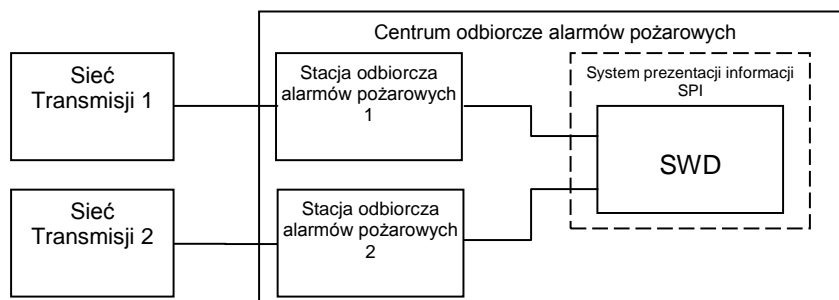 Centrum odbiorcze alarmów pożarowych
Sieć
Transmisji 1
Stacja odbiorcza
alarmów pożarowych
1
System prezentacji informacji
SPI
SWD
Sieć
Transmisji 2
Stacja odbiorcza
alarmów pożarowych
2